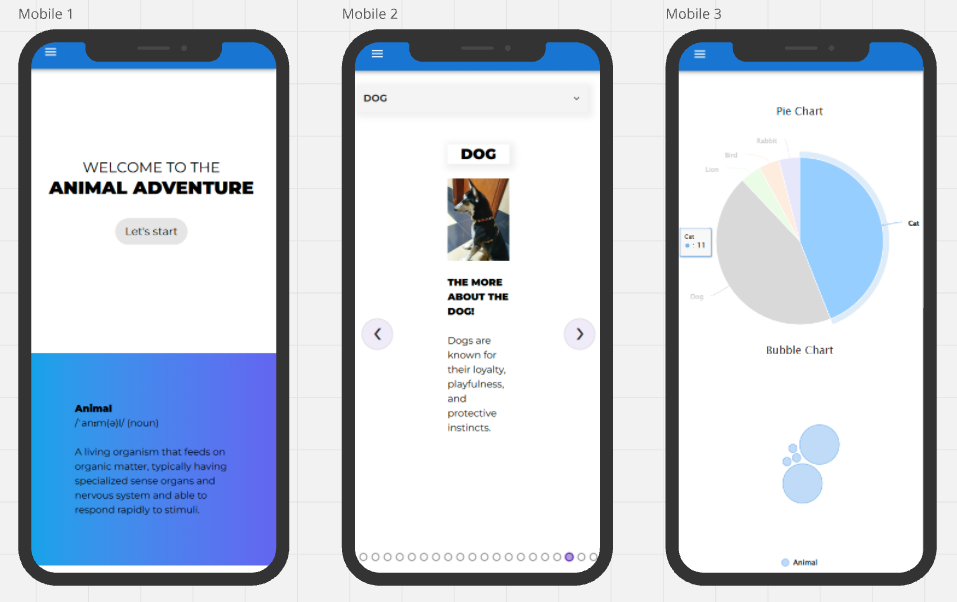 Mobile 1
WELCOME TO THE
ANIMAL ADVENTURE
Let's start
Animal
/ˈanɪm(ə)l/ (noun)
A living organism that feeds on
organic matter, typically having
specialized sense organs and
nervous system and able to
respond rapidly to stimuli.
Mobile 2
DOG
DOG
THE MORE
ABOUT THE
DOG!
Dogs are
known for
their loyalty,
playfulness,
and
protective
instincts.
Mobile 3
Pie Chart
Rabbit
Bird
Lion
Cat
Cat
: 11
Dog
Bubble Chart
Animal